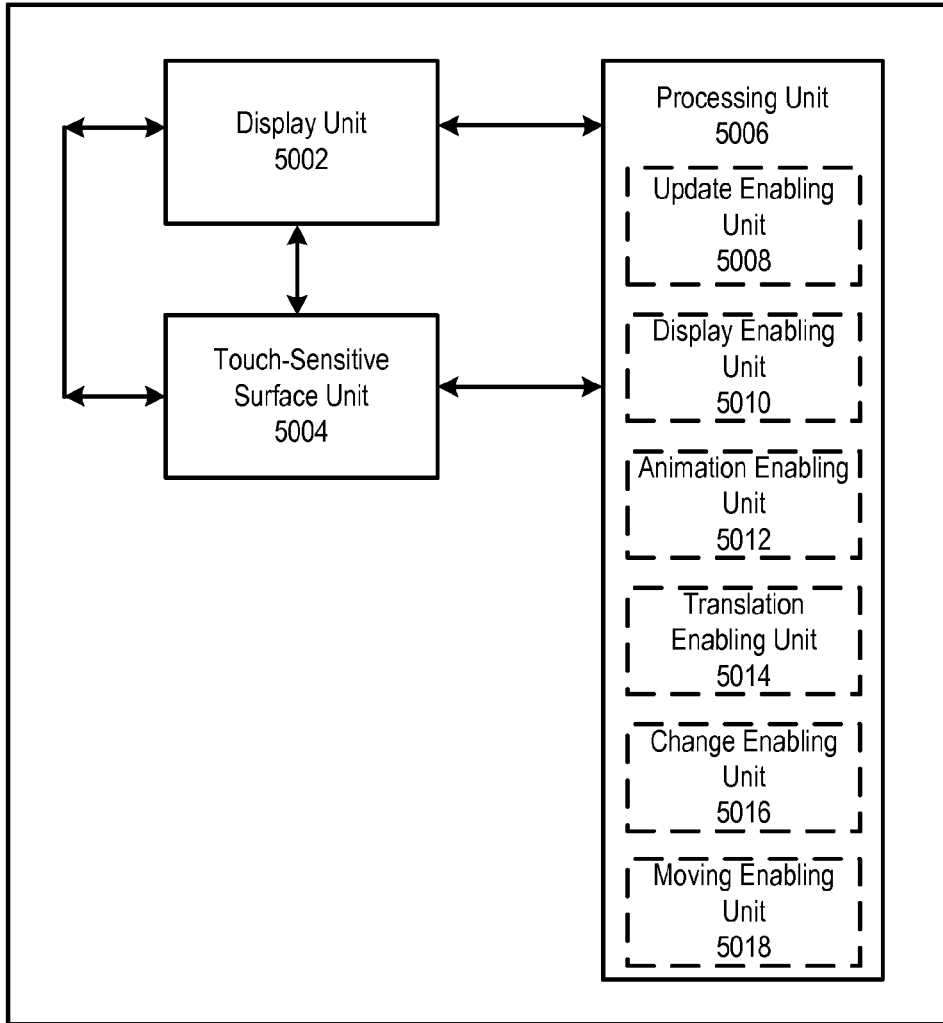 Display Unit
5002
Touch-Sensitive
Surface Unit
5004
Processing Unit
5006
Update Enabling
Unit
5008
Display Enabling
Unit
5010
Animation Enabling
Unit
5012
Translation
Enabling Unit
5014
Change Enabling
Unit
5016
Moving Enabling
Unit
5018